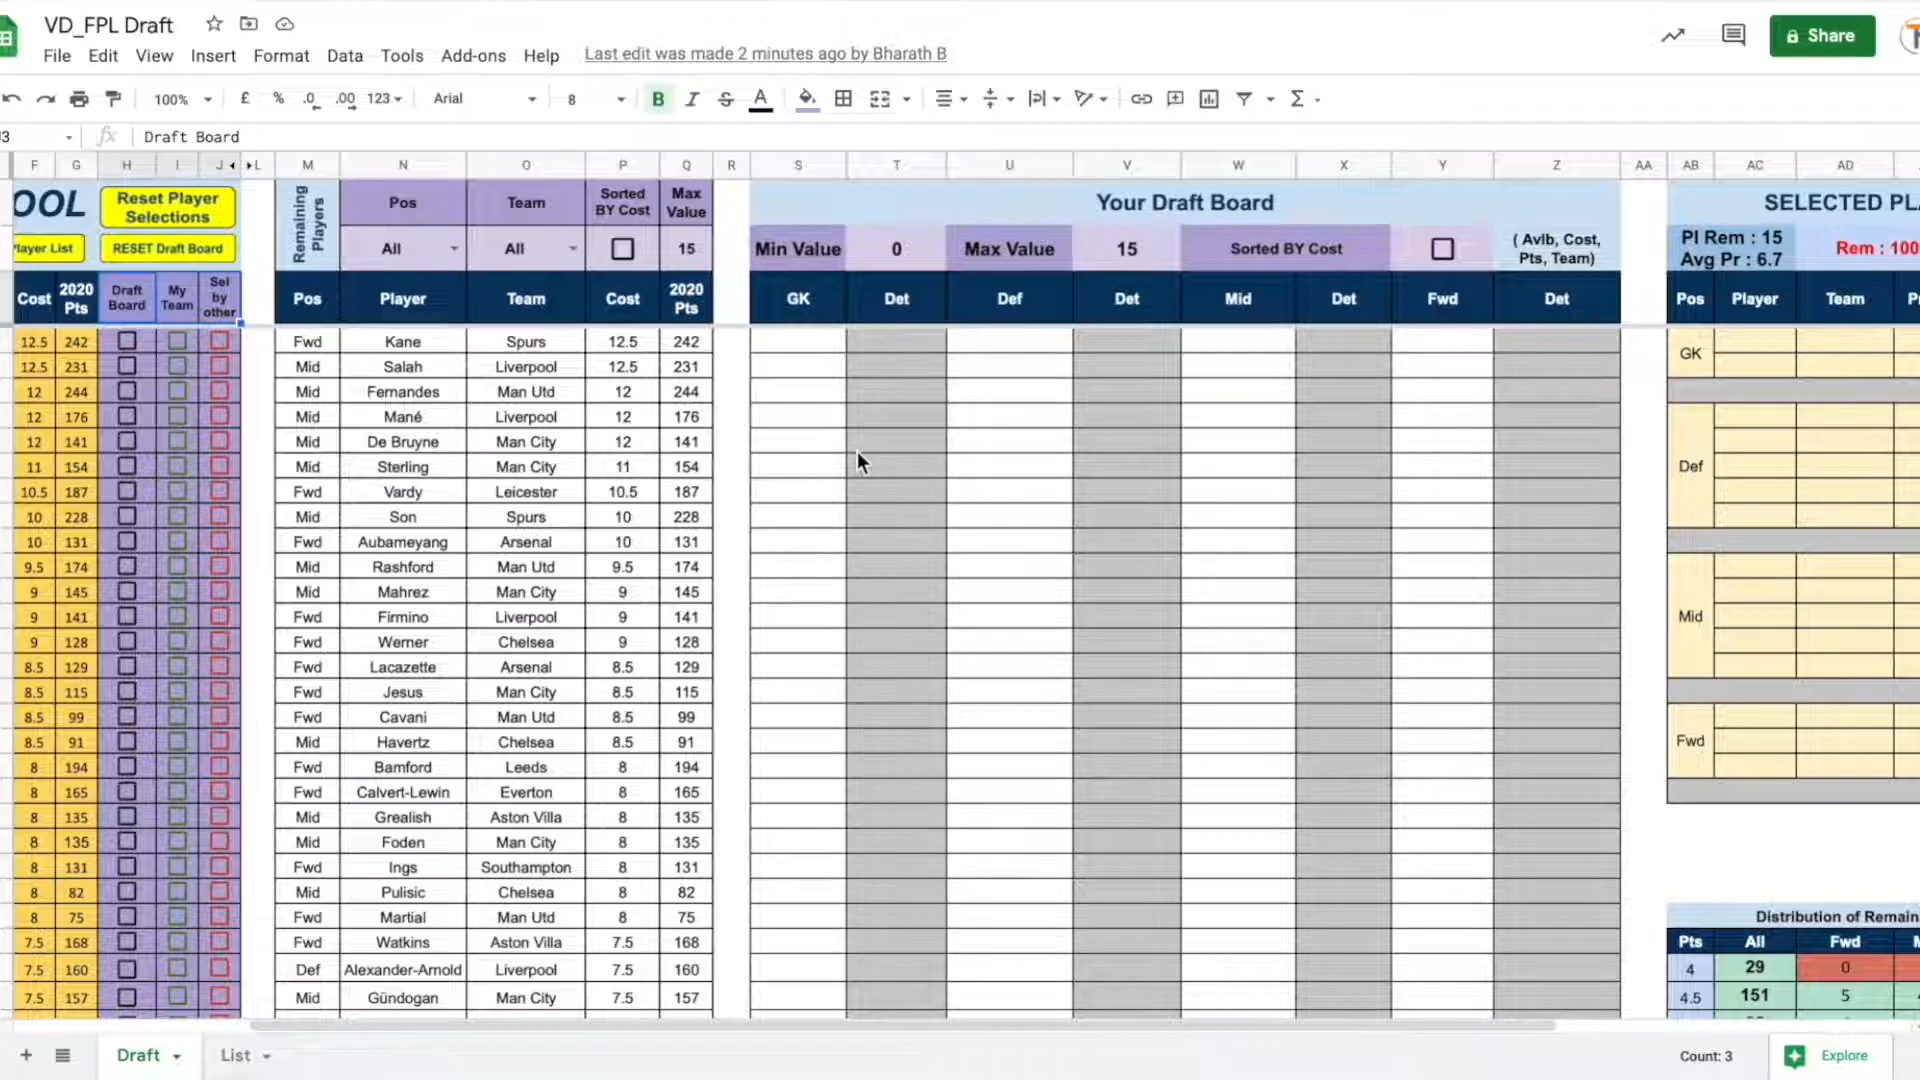 VD_FPL Draft
File Edit View Insert Format Data Tools Add-ons Help Last edit was made 2 minutes ago by Bharath B
Share
100% £ % .0 .00 123 Arial 8 B I S A Σ
Draft Board
F G H I J L M N O P Q R S T U V W X Y Z AA AB AC AD
OOL Reset Player Selections
Player List RESET Draft Board
Remaining Players Pos Team Sorted BY Cost Max Value
All All 15
Your Draft Board
Min Value 0 Max Value 15 Sorted BY Cost ( Avlb, Cost, Pts, Team)
SELECTED PLA
Pl Rem : 15 Rem : 100
Avg Pr : 6.7
Cost 2020 Pts Draft Board My Team Sel by other Pos Player Team Cost 2020 Pts GK Det Def Det Mid Det Fwd Det Pos Player Team
12.5 242 Fwd Kane Spurs 12.5 242
GK
12.5 231 Mid Salah Liverpool 12.5 231
12 244 Mid Fernandes Man Utd 12 244
12 176 Mid Mané Liverpool 12 176
12 141 Mid De Bruyne Man City 12 141
11 154 Mid Sterling Man City 11 154 Def
10.5 187 Fwd Vardy Leicester 10.5 187
10 228 Mid Son Spurs 10 228
10 131 Fwd Aubameyang Arsenal 10 131
9.5 174 Mid Rashford Man Utd 9.5 174
9 145 Mid Mahrez Man City 9 145
9 141 Fwd Firmino Liverpool 9 141 Mid
9 128 Fwd Werner Chelsea 9 128
8.5 129 Fwd Lacazette Arsenal 8.5 129
8.5 115 Fwd Jesus Man City 8.5 115
8.5 99 Fwd Cavani Man Utd 8.5 99
8.5 91 Mid Havertz Chelsea 8.5 91 Fwd
8 194 Fwd Bamford Leeds 8 194
8 165 Fwd Calvert-Lewin Everton 8 165
8 135 Mid Grealish Aston Villa 8 135
8 135 Mid Foden Man City 8 135
8 131 Fwd Ings Southampton 8 131
8 82 Mid Pulisic Chelsea 8 82
8 75 Fwd Martial Man Utd 8 75 Distribution of Remain
7.5 168 Fwd Watkins Aston Villa 7.5 168 Pts All Fwd
7.5 160 Def Alexander-Arnold Liverpool 7.5 160 4 29 0
7.5 157 Mid Gündogan Man City 7.5 157 4.5 151 5
Draft List Count: 3 Explore